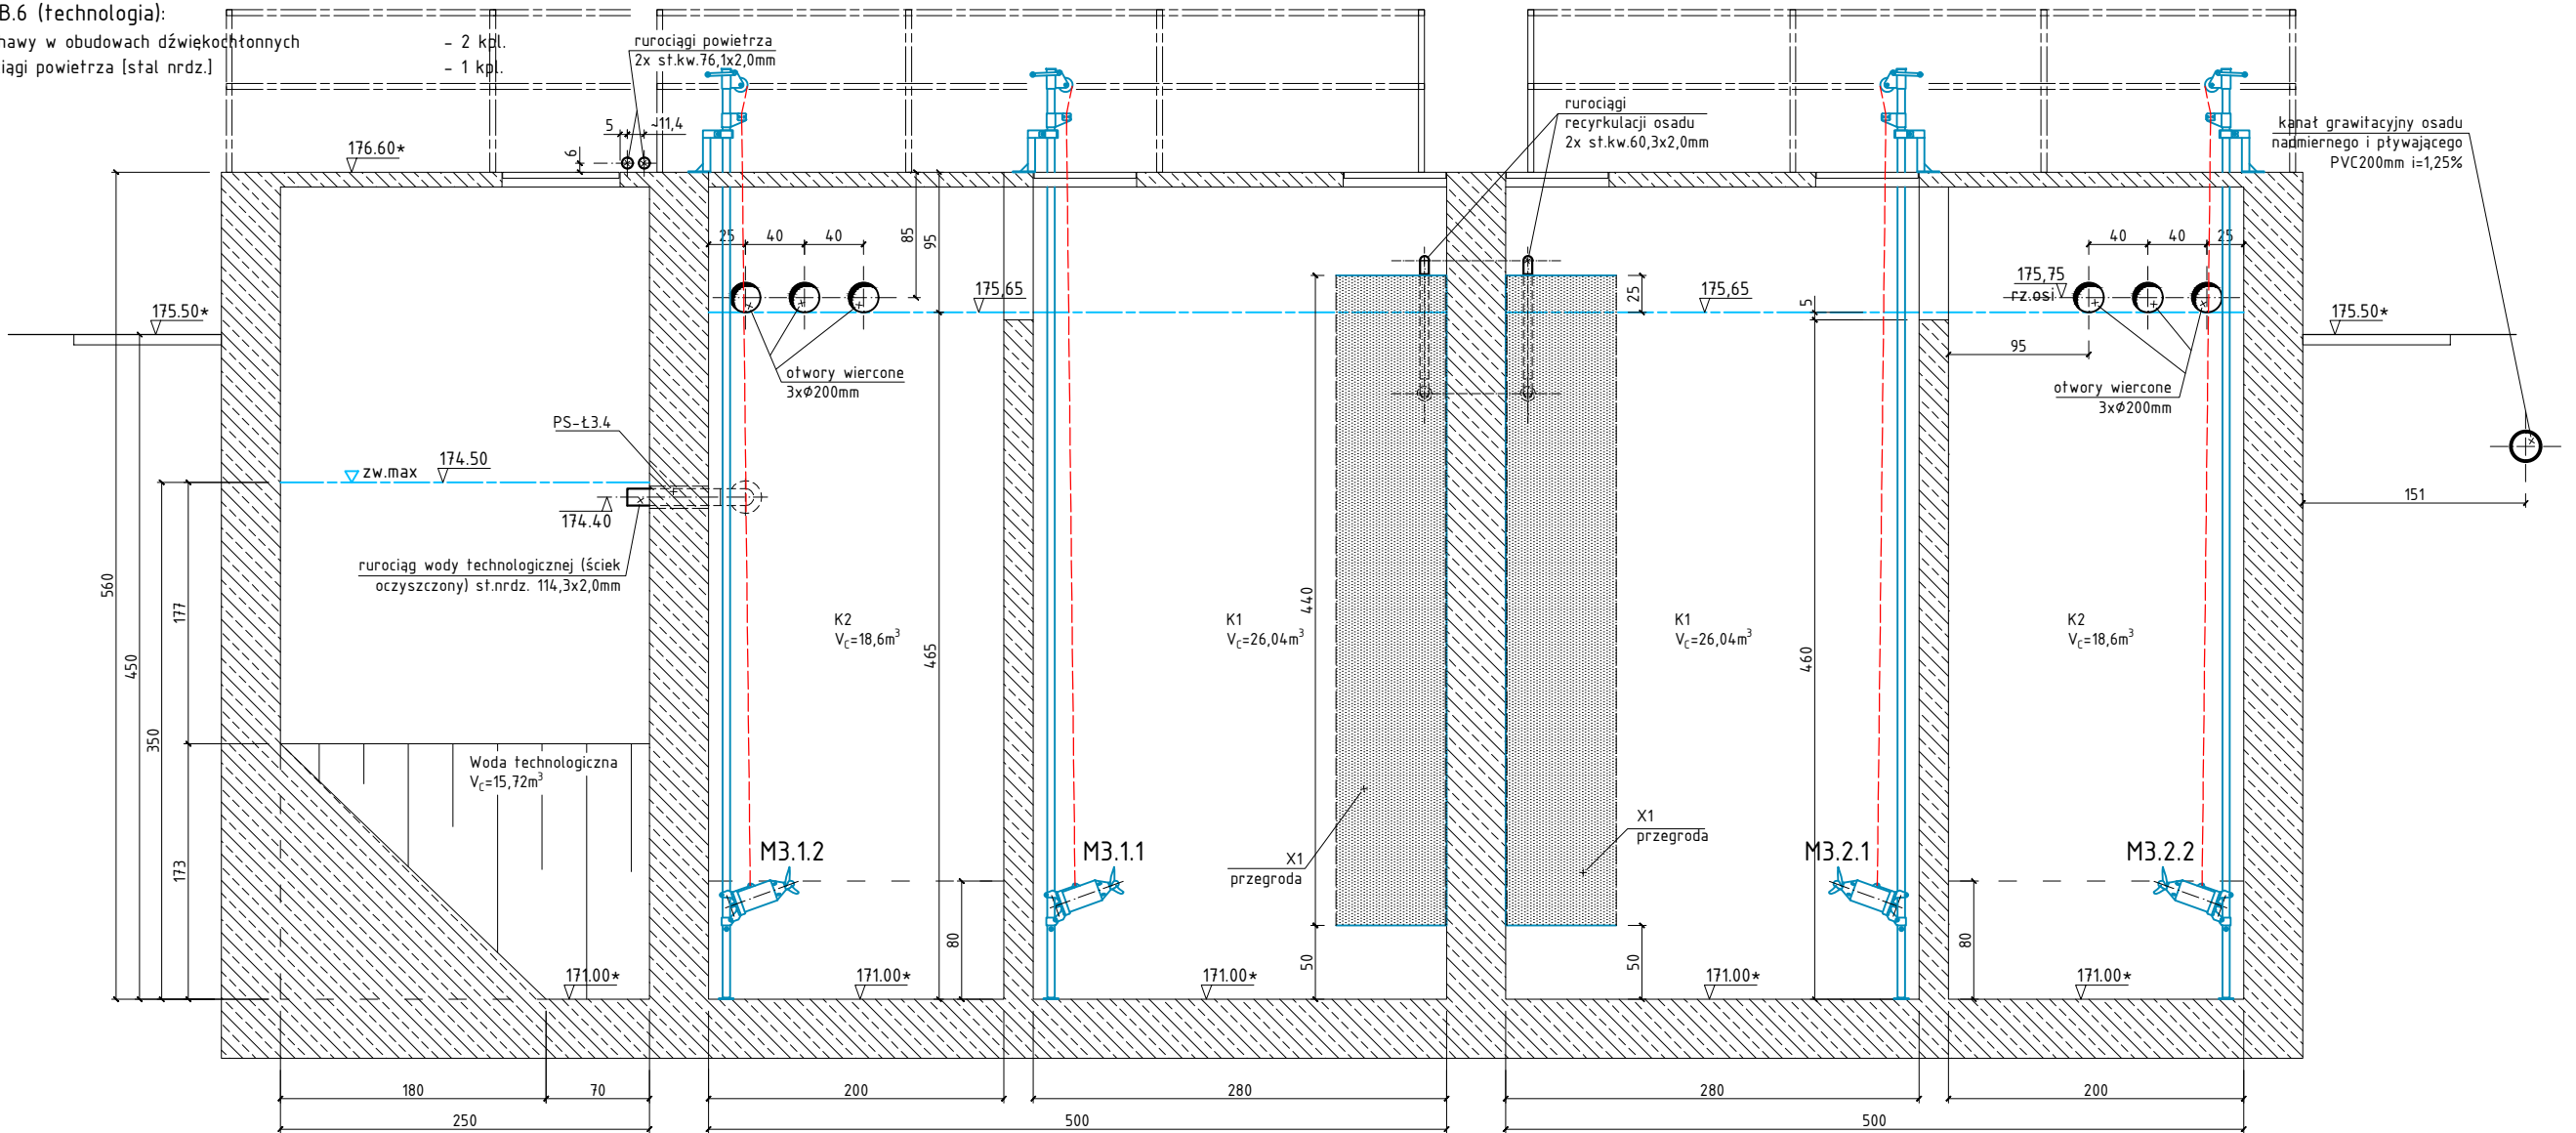 B.6 (technologia):
nawy w obudowach dźwiękochłonnych - 2 kpl.
iągi powietrza [stal nrdz.] - 1 kpl.
rurociągi powietrza
2x st.kw.76,1x2,0mm
5
~11,4
6
176.60*
rurociągi
recyrkulacji osadu
2x st.kw.60,3x2,0mm
kanał grawitacyjny osadu
nadmiernego i pływającego
PVC200mm i=1,25%
25
40
40
85
95
175,65
25
175,65
5
175,75
rz.osi
40
40
25
175.50*
175.50*
95
otwory wiercone
3xø200mm
otwory wiercone
3xø200mm
PS-Ł3.4
zw.max
174.50
174.40
151
rurociąg wody technologicznej (ściek
oczyszczony) st.nrdz. 114,3x2,0mm
560
450
350
177
173
K2
V_C=18,6m³
465
K1
V_C=26,04m³
440
K1
V_C=26,04m³
460
K2
V_C=18,6m³
Woda technologiczna
V_C=15,72m³
X1
przegroda
X1
przegroda
M3.1.2
M3.1.1
M3.2.1
M3.2.2
80
50
50
80
171.00*
171.00*
171.00*
171.00*
171.00*
180
70
200
280
280
200
250
500
500